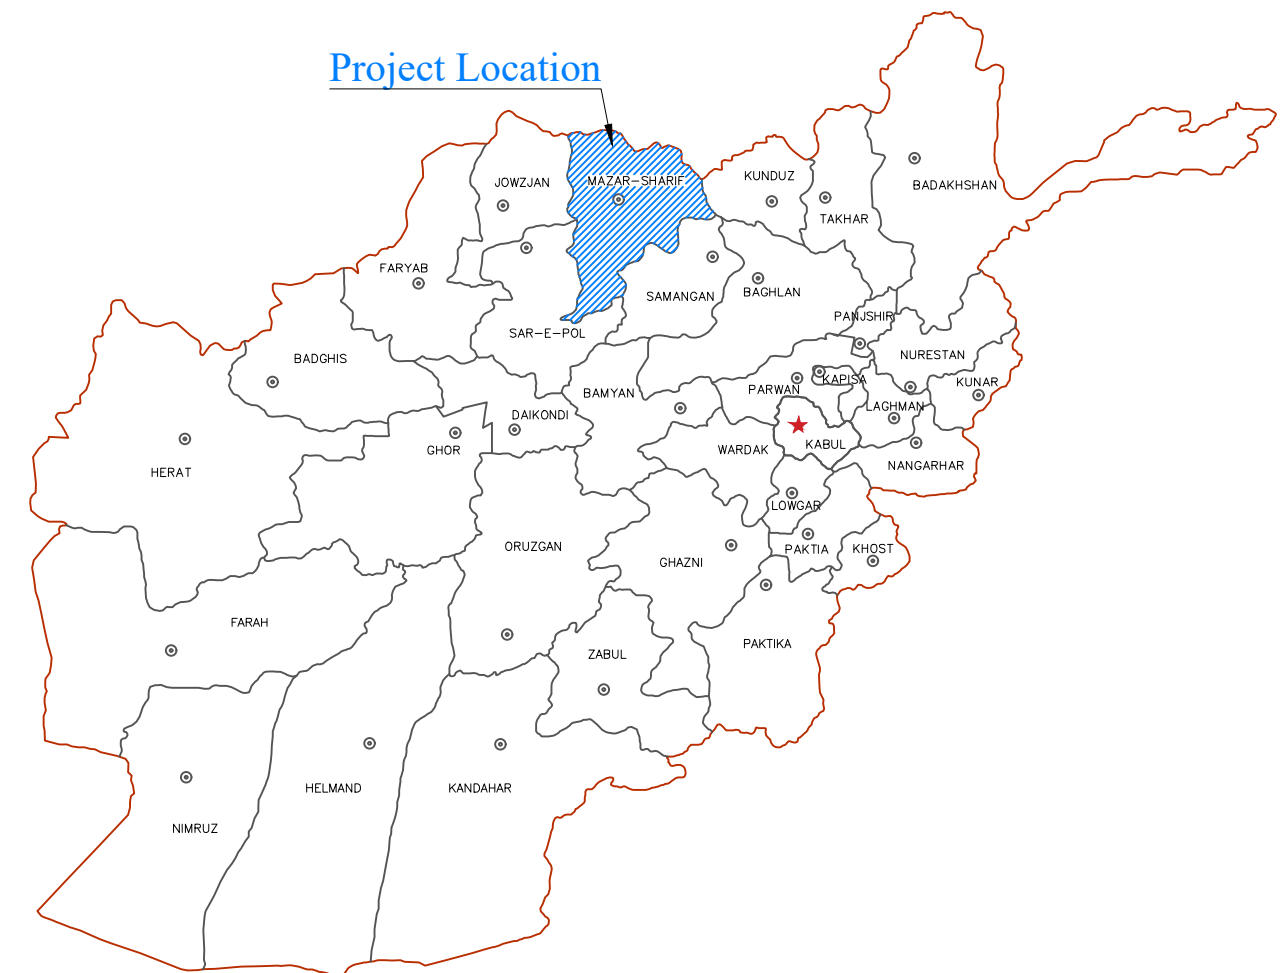 Project Location
JOWZJAN
MAZAR-SHARIF
KUNDUZ
TAKHAR
BADAKHSHAN
FARYAB
SAR-E-POL
SAMANGAN
BAGHLAN
PANJSHIR
NURESTAN
KUNAR
BADGHIS
BAMYAN
PARWAN
KAPISA
LAGHMAN
DAIKONDI
GHOR
WARDAK
KABUL
NANGARHAR
HERAT
LOWGAR
ORUZGAN
GHAZNI
PAKTIA
KHOST
FARAH
ZABUL
PAKTIKA
HELMAND
KANDAHAR
NIMRUZ